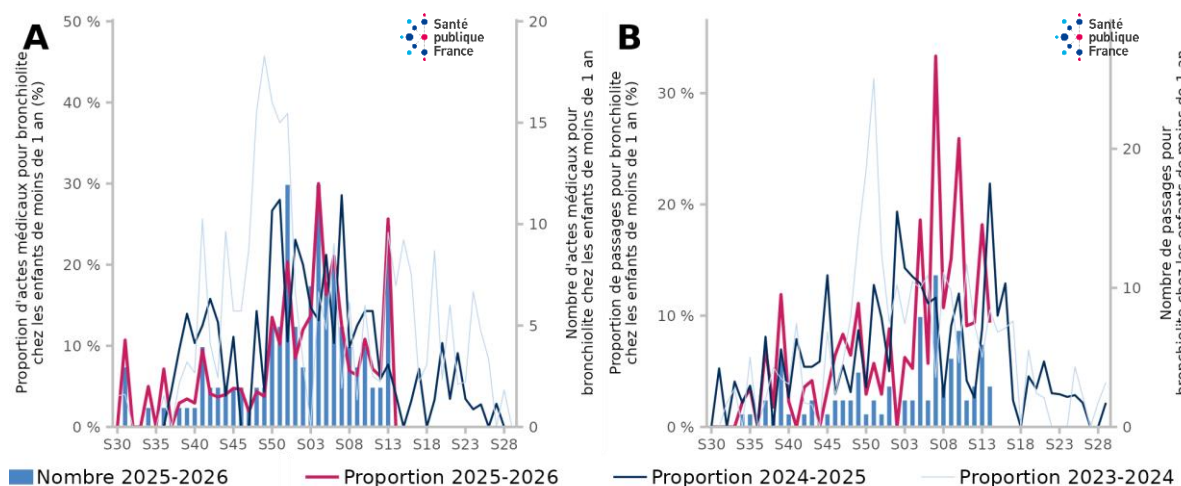 A
Santé
publique
France
Proportion d'actes médicaux pour bronchiolite
chez les enfants de moins de 1 an (%)
50 %
40 %
30 %
20 %
10 %
0 %
20
15
10
5
0
Nombre d'actes médicaux pour
bronchiolite chez les enfants de moins de 1 an
S30 S35 S40 S45 S50 S03 S08 S13 S18 S23 S28
B
Santé
publique
France
Proportion de passages pour bronchiolite
chez les enfants de moins de 1 an (%)
30 %
20 %
10 %
0 %
20
10
0
Nombre de passages pour
bronchiolite chez les enfants de moins de 1 an
S30 S35 S40 S45 S50 S03 S08 S13 S18 S23 S28
Nombre 2025-2026 Proportion 2025-2026 Proportion 2024-2025 Proportion 2023-2024